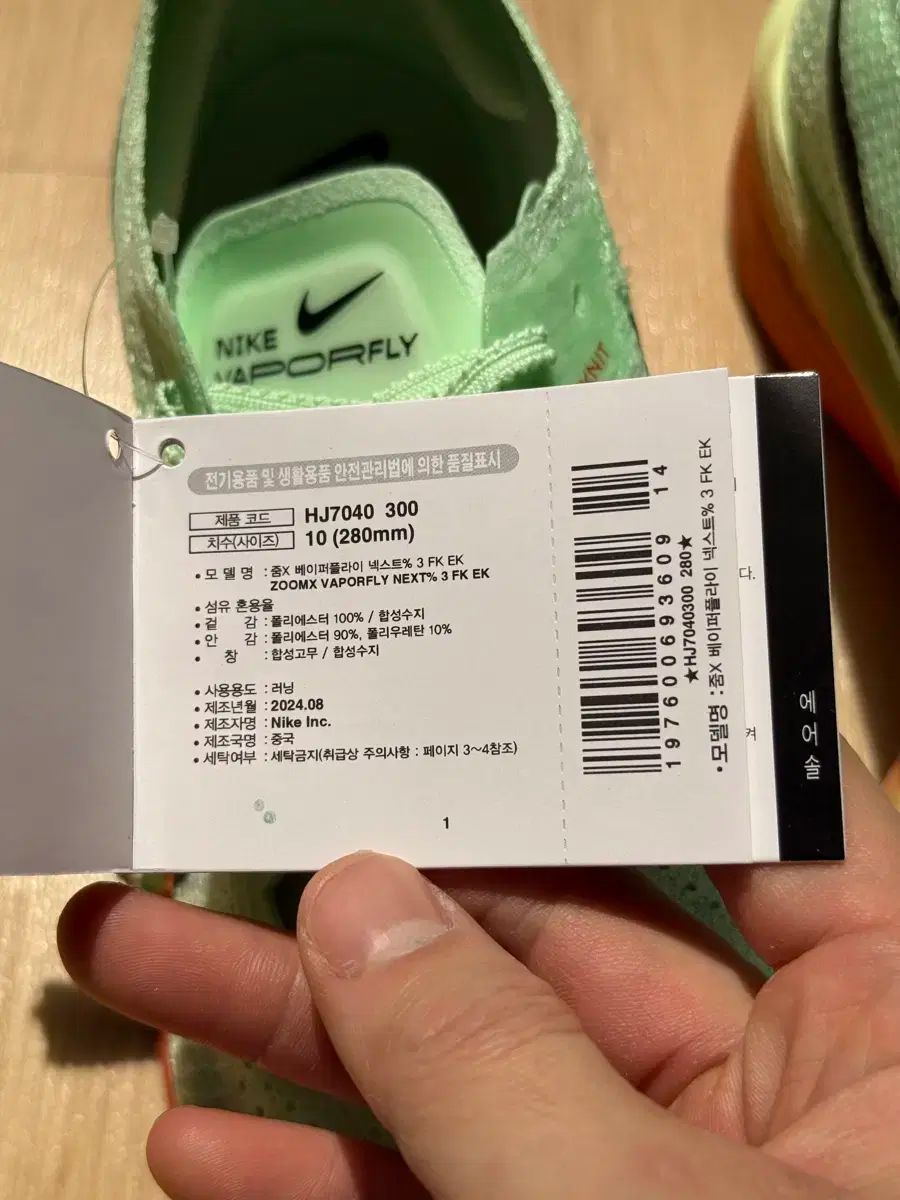 NIKE
VAPORFLY
KNIT
전기용품 및 생활용품 안전관리법에 의한 품질표시
제품 코드 HJ7040 300
치수(사이즈) 10 (280mm)
• 모 델 명 : 줌X 베이퍼플라이 넥스트% 3 FK EK
ZOOMX VAPORFLY NEXT% 3 FK EK
• 섬유 혼용율
• 겉 감 : 폴리에스터 100% / 합성수지
• 안 감 : 폴리에스터 90%, 폴리우레탄 10%
• 창 : 합성고무 / 합성수지
• 사용용도 : 러닝
• 제조년월 : 2024.08
• 제조자명 : Nike Inc.
• 제조국명 : 중국
• 세탁여부 : 세탁금지(취급상 주의사항 : 페이지 3~4참조)
1
197600693609 14
★HJ7040300 280★
• 모델명 : 줌X 베이퍼플라이 넥스트% 3 FK EK
다.
켜
에어솔